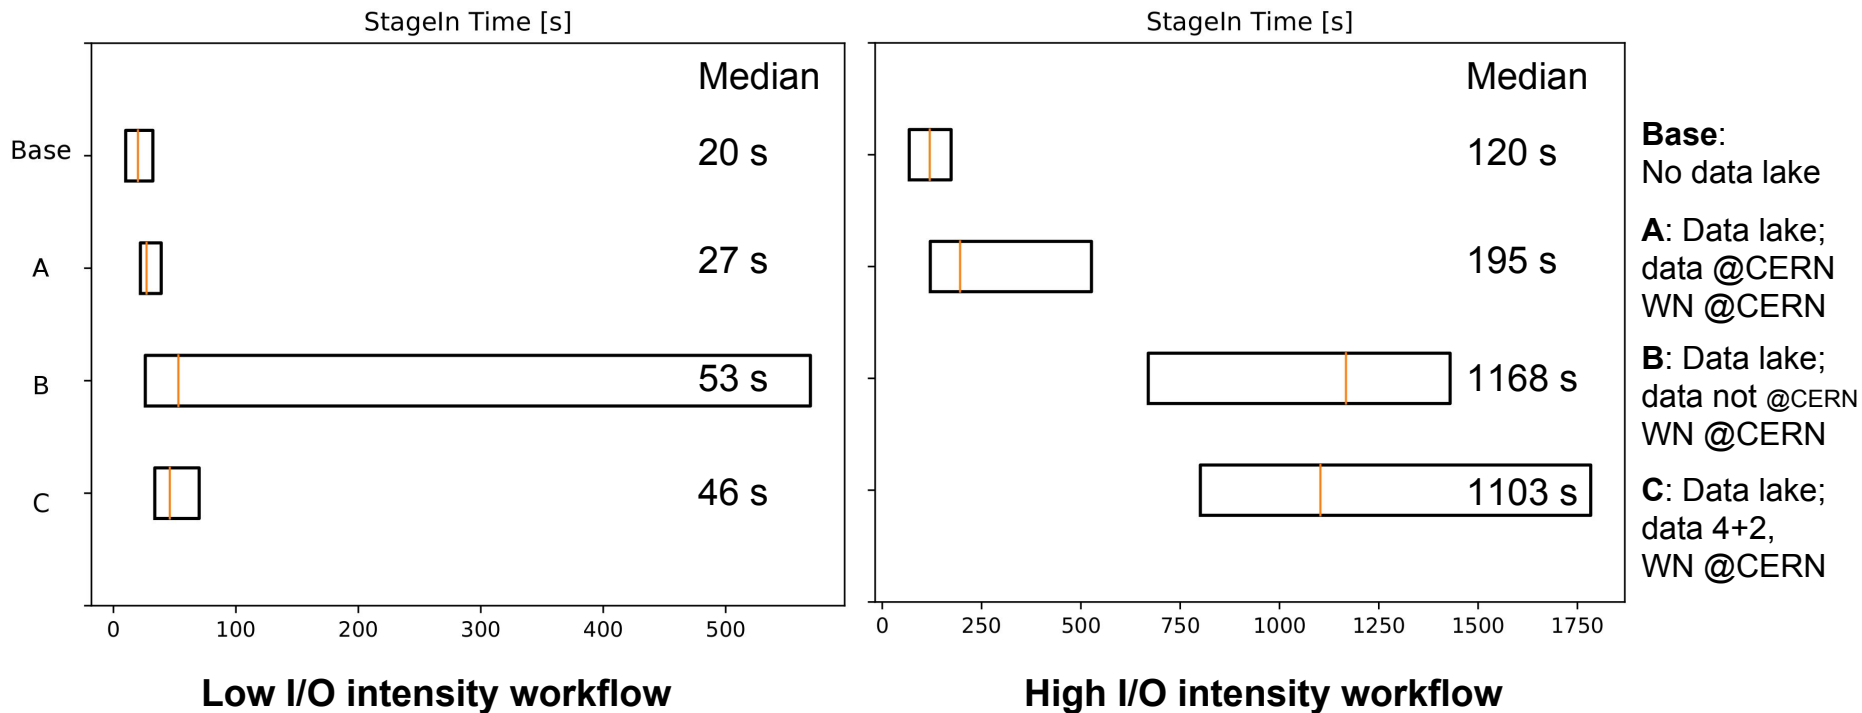 StageIn Time [s]
Median
Base
20 s
A
27 s
B
53 s
C
46 s
0 100 200 300 400 500
Low I/O intensity workflow
StageIn Time [s]
Median
120 s
195 s
1168 s
1103 s
0 250 500 750 1000 1250 1500 1750
High I/O intensity workflow
Base:
No data lake
A: Data lake;
data @CERN
WN @CERN
B: Data lake;
data not @CERN
WN @CERN
C: Data lake;
data 4+2,
WN @CERN